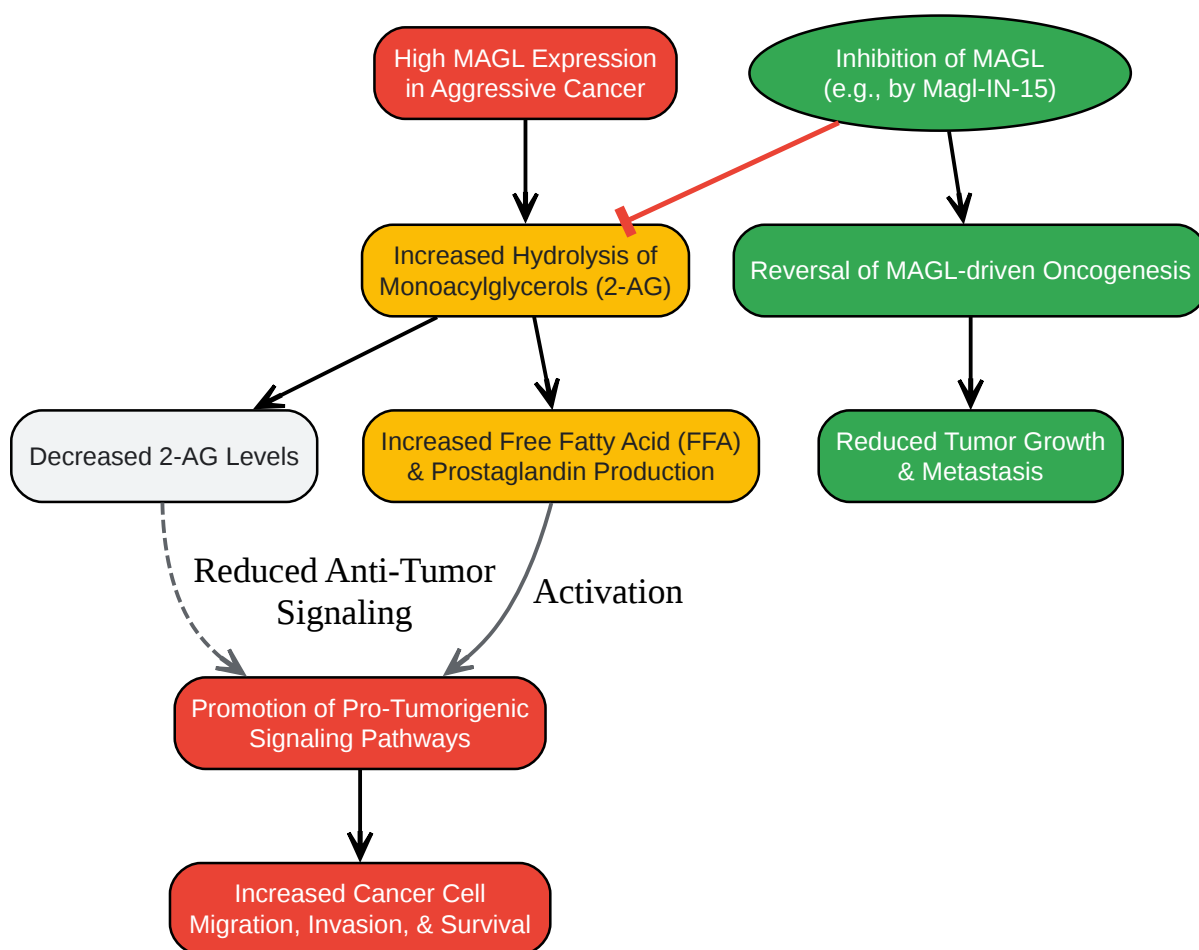 High MAGL Expression
in Aggressive Cancer
Inhibition of MAGL
(e.g., by Magl-IN-15)
Increased Hydrolysis of
Monoacylglycerols (2-AG)
Reversal of MAGL-driven Oncogenesis
Decreased 2-AG Levels
Increased Free Fatty Acid (FFA)
& Prostaglandin Production
Reduced Tumor Growth
& Metastasis
Reduced Anti-Tumor
Signaling
Activation
Promotion of Pro-Tumorigenic
Signaling Pathways
Increased Cancer Cell
Migration, Invasion, & Survival